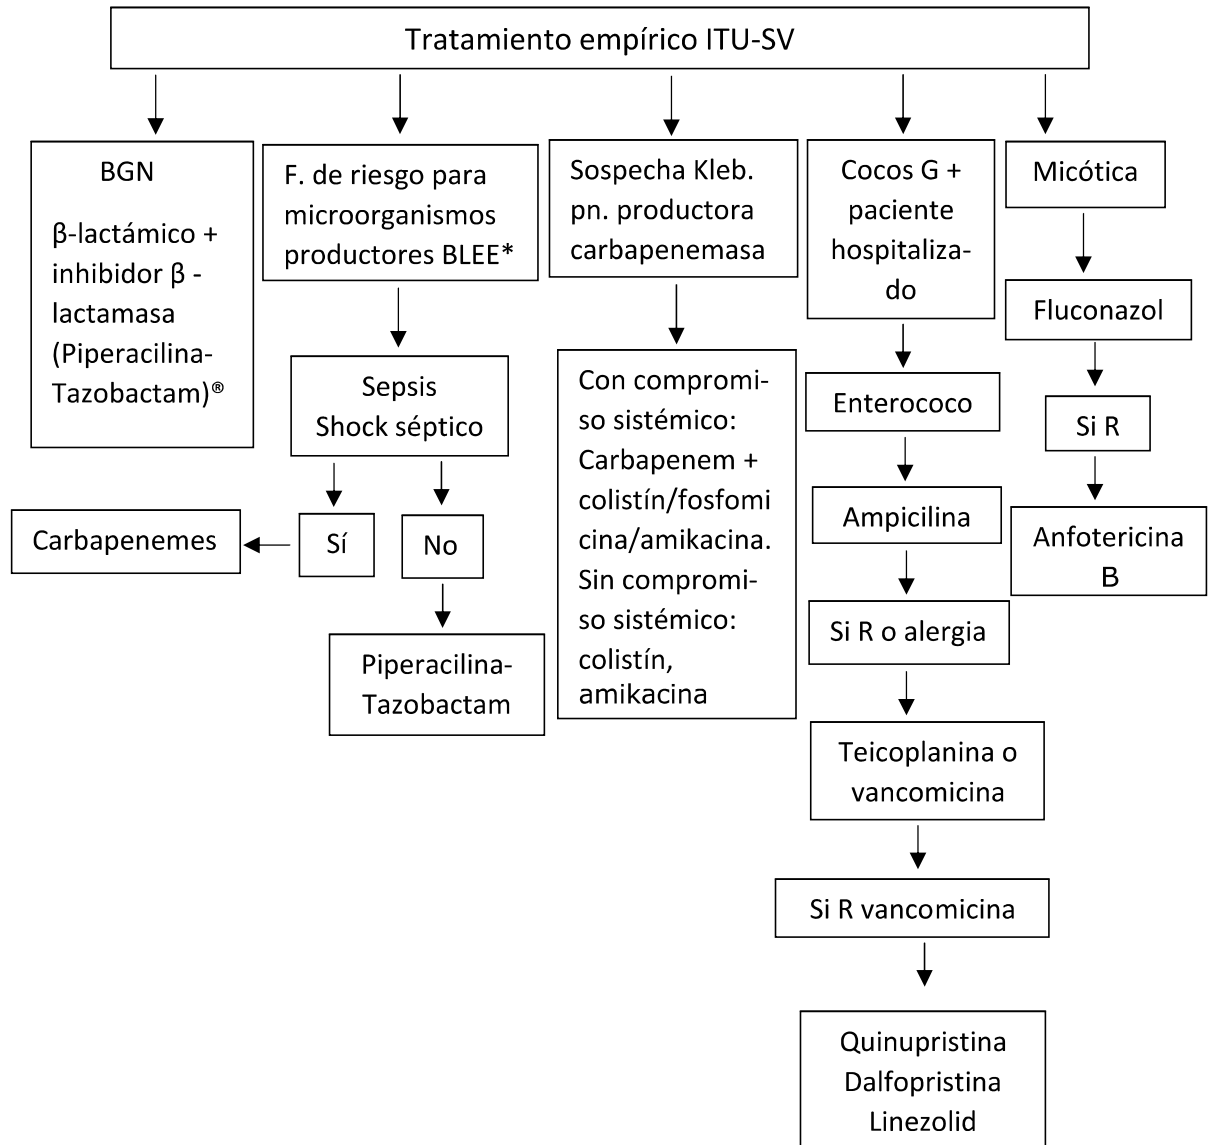 Tratamiento empírico ITU-SV
BGN
β-lactámico +
inhibidor β -
lactamasa
(Piperacilina-
Tazobactam)®
F. de riesgo para
microorganismos
productores BLEE*
Sepsis
Shock séptico
Sí
No
Carbapenemes
Piperacilina-
Tazobactam
Sospecha Kleb.
pn. productora
carbapenemasa
Con compromi-
so sistémico:
Carbapenem +
colistín/fosfomi
cina/amikacina.
Sin compromi-
so sistémico:
colistín,
amikacina
Cocos G +
paciente
hospitaliza-
do
Enterococo
Ampicilina
Si R o alergia
Teicoplanina o
vancomicina
Si R vancomicina
Quinupristina
Dalfopristina
Linezolid
Micótica
Fluconazol
Si R
Anfotericina
B